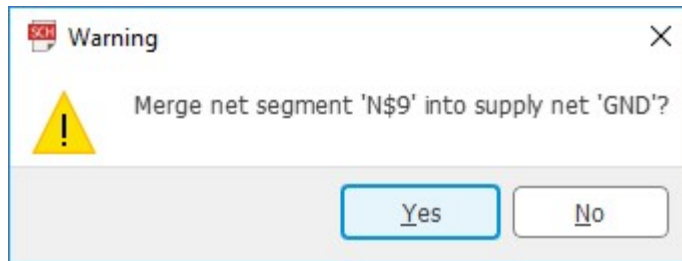 SCH
Warning
Merge net segment 'N$9' into supply net 'GND'?
Yes
No